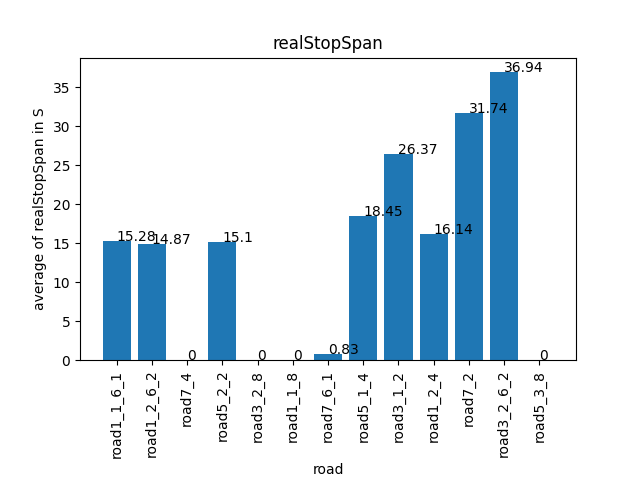 realStopSpan
average of realStopSpan in S
35
30
25
20
15
10
5
0
15.28
14.87
0
15.1
0
0
0.83
18.45
26.37
16.14
31.74
36.94
0
road1_1_6_1
road1_2_6_2
road7_4
road5_2_2
road3_2_8
road1_1_8
road7_6_1
road5_1_4
road3_1_2
road1_2_4
road7_2
road3_2_6_2
road5_3_8
road